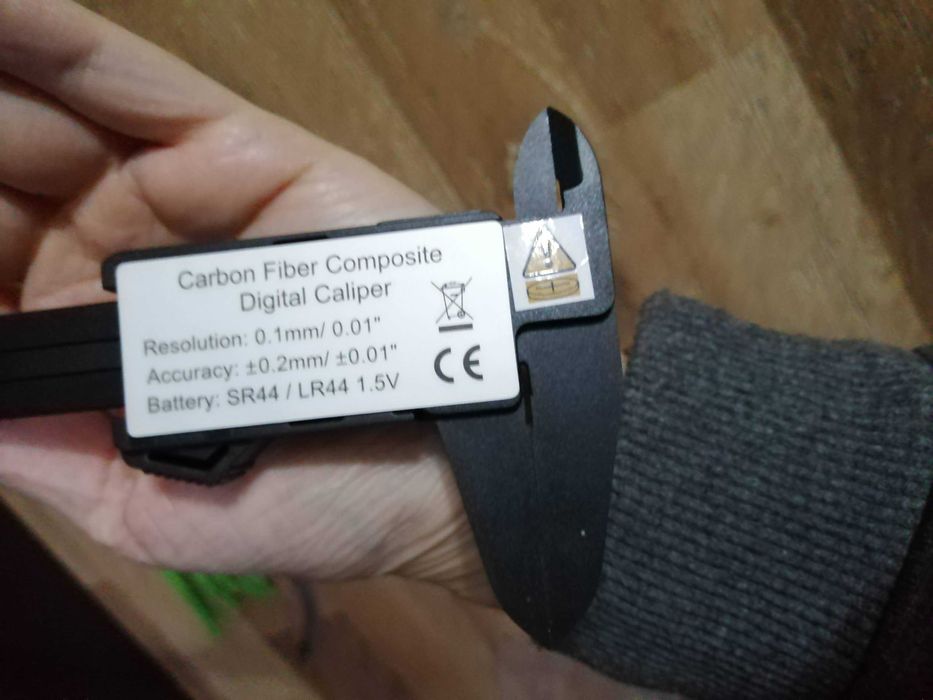 Carbon Fiber Composite
Digital Caliper
Resolution: 0.1mm/ 0.01"
Accuracy: ±0.2mm/ ±0.01"
Battery: SR44 / LR44 1.5V
CE